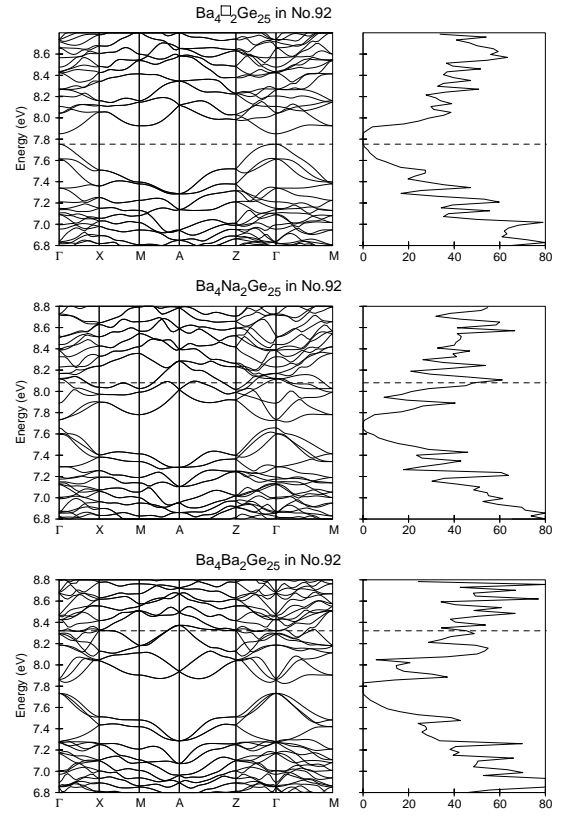 Ba4□2Ge25 in No.92
8.8
8.6
8.4
8.2
8.0
7.8
7.6
7.4
7.2
7.0
6.8
Energy (eV)
Γ X M A Z Γ M
0 20 40 60 80
Ba4Na2Ge25 in No.92
8.8
8.6
8.4
8.2
8.0
7.8
7.6
7.4
7.2
7.0
6.8
Energy (eV)
Γ X M A Z Γ M
0 20 40 60 80
Ba4Ba2Ge25 in No.92
8.8
8.6
8.4
8.2
8.0
7.8
7.6
7.4
7.2
7.0
6.8
Energy (eV)
Γ X M A Z Γ M
0 20 40 60 80